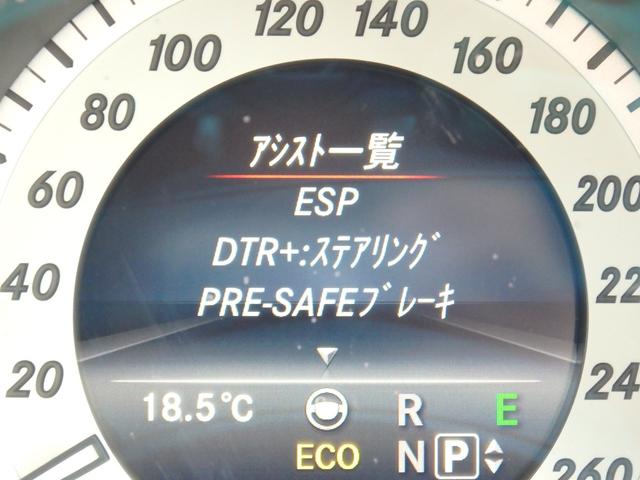 120 140
100 160
80 180
60 200
40 22
20 24
260
ｱｼｽﾄ一覧
ESP
DTR+:ｽﾃｱﾘﾝｸﾞ
PRE-SAFEﾌﾞﾚｰｷ
18.5℃ R E
ECO N P